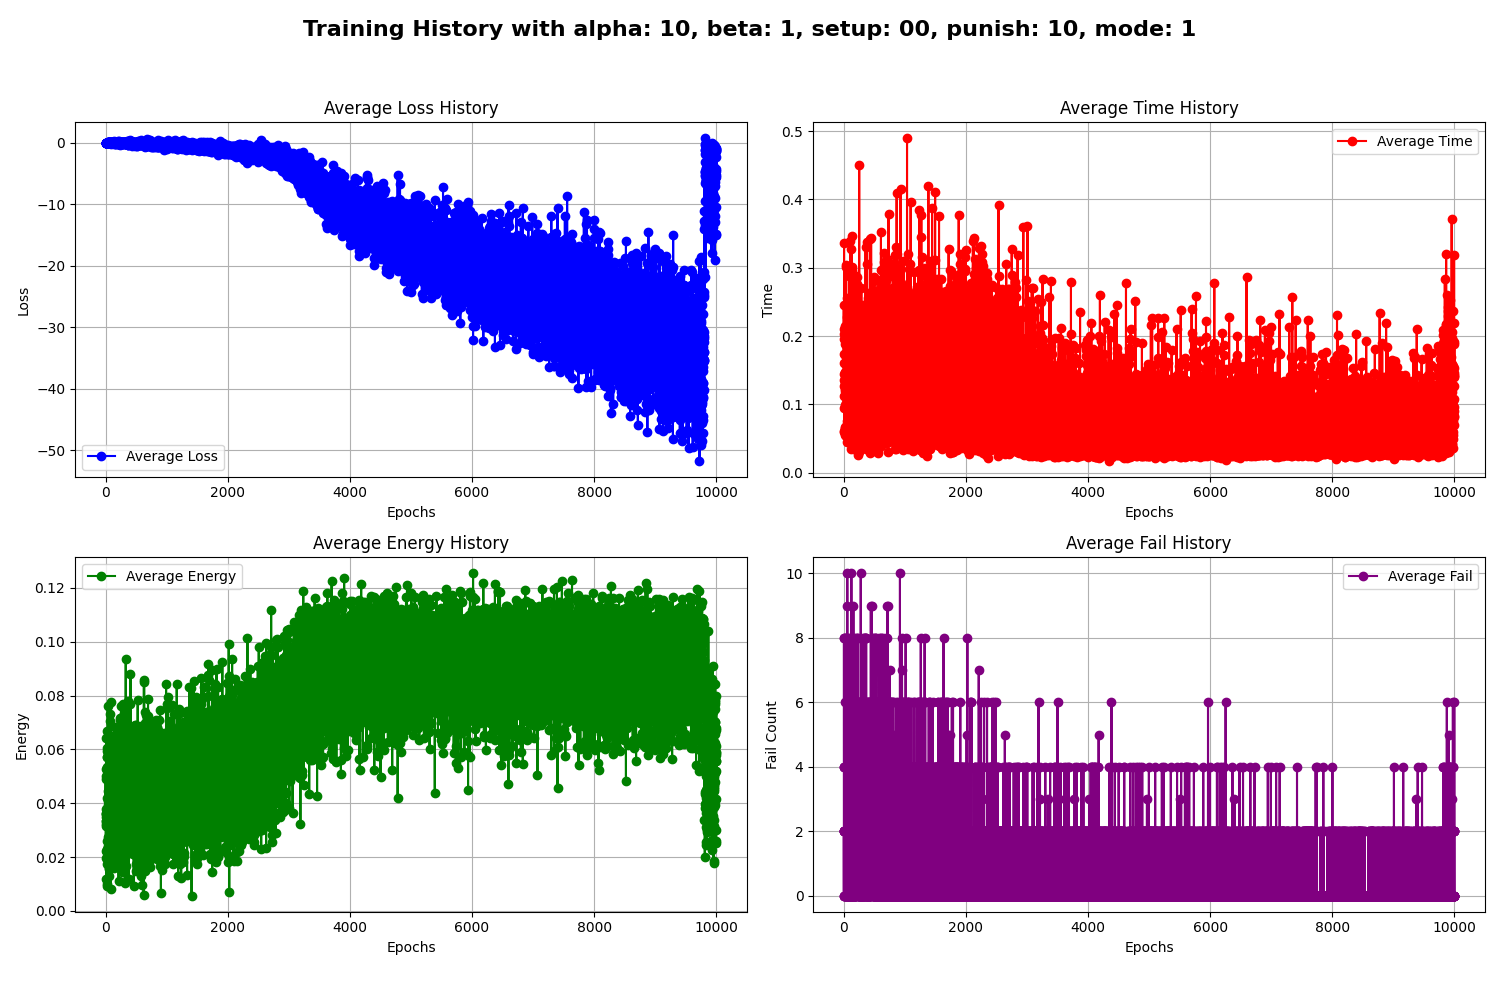 Training History with alpha: 10, beta: 1, setup: 00, punish: 10, mode: 1
Average Loss History
0
−10
−20
−30
−40
−50
Loss
Average Loss
0 2000 4000 6000 8000 10000
Epochs
Average Time History
0.5
0.4
0.3
0.2
0.1
0.0
Time
Average Time
0 2000 4000 6000 8000 10000
Epochs
Average Energy History
0.12
0.10
0.08
0.06
0.04
0.02
0.00
Energy
Average Energy
0 2000 4000 6000 8000 10000
Epochs
Average Fail History
10
8
6
4
2
0
Fail Count
Average Fail
0 2000 4000 6000 8000 10000
Epochs